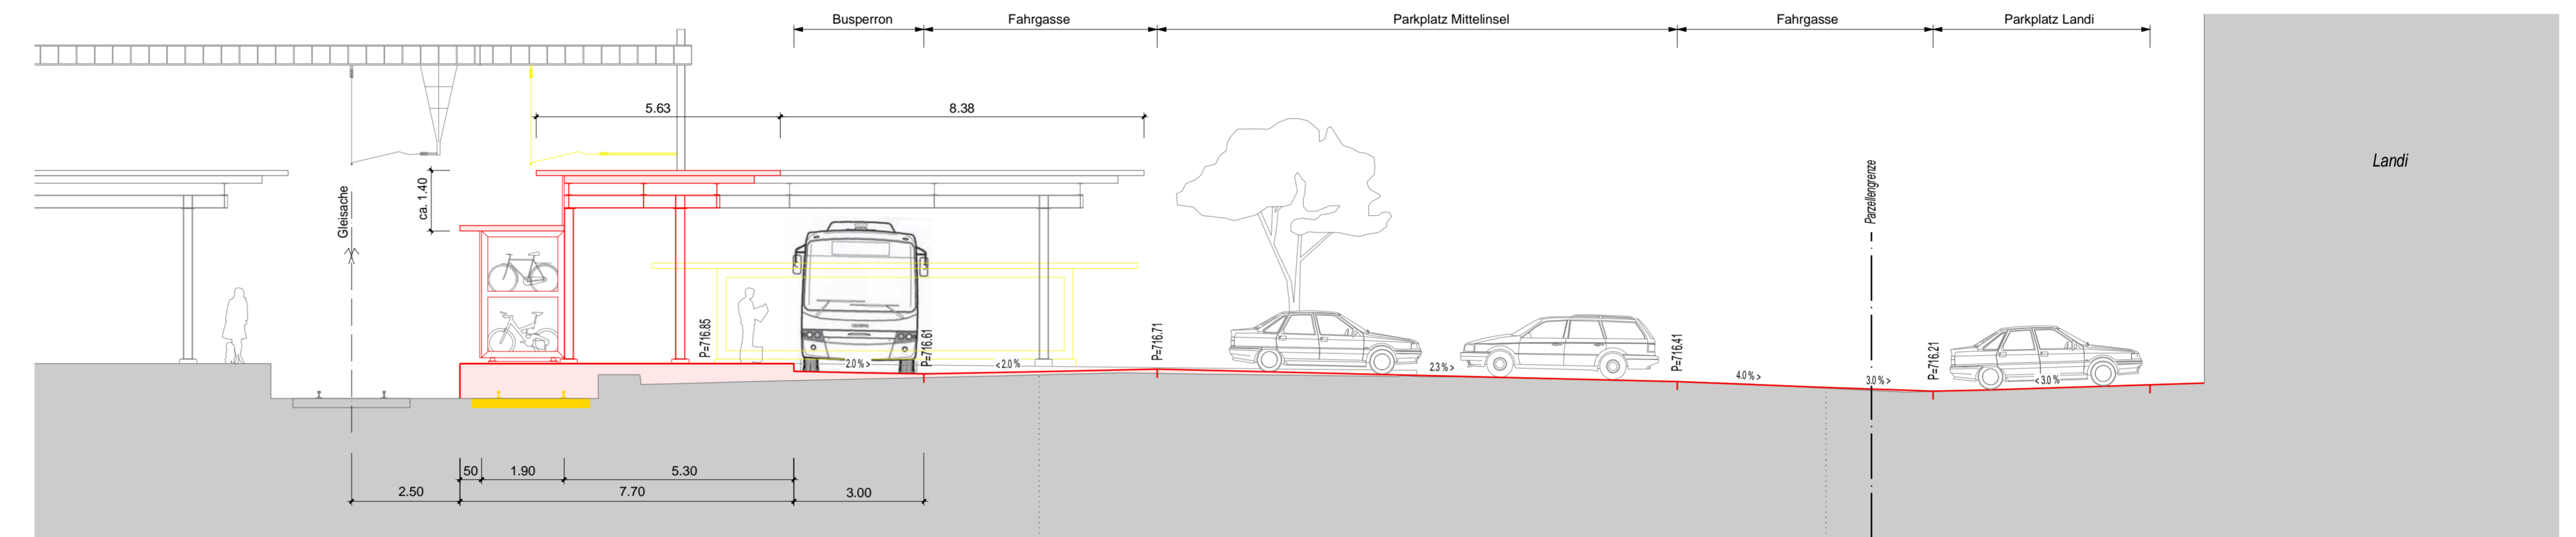 Busperron
Fahrgasse
Parkplatz Mittelinsel
Fahrgasse
Parkplatz Landi
5.63
8.38
Landi
Parzellengrenze
ca. 1.40
Gleisache
P=716.85
P=716.61
P=716.71
P=716.41
P=716.21
2.0 % >
< 2.0 %
2.3 % >
4.0 % >
3.0 % >
< 3.0 %
50
1.90
5.30
2.50
7.70
3.00